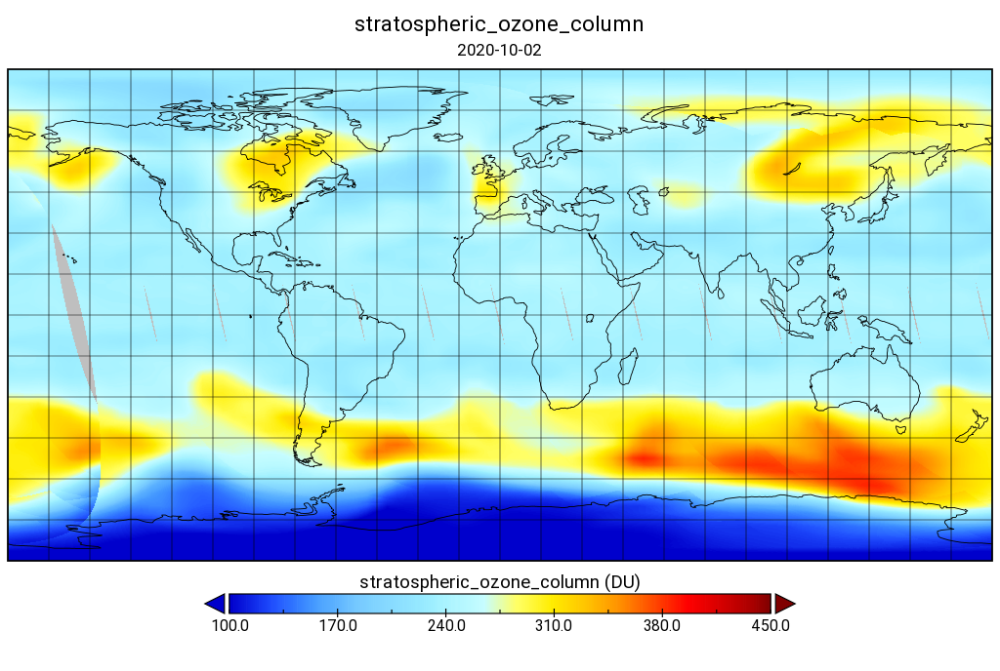 stratospheric_ozone_column
2020-10-02
stratospheric_ozone_column (DU)
100.0 170.0 240.0 310.0 380.0 450.0